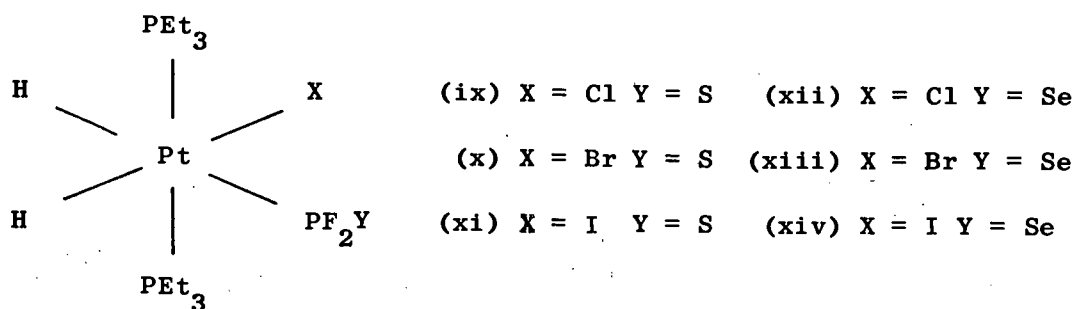 PEt3
H X (ix) X = Cl Y = S (xii) X = Cl Y = Se
Pt (x) X = Br Y = S (xiii) X = Br Y = Se
H PF2Y (xi) X = I Y = S (xiv) X = I Y = Se
PEt3